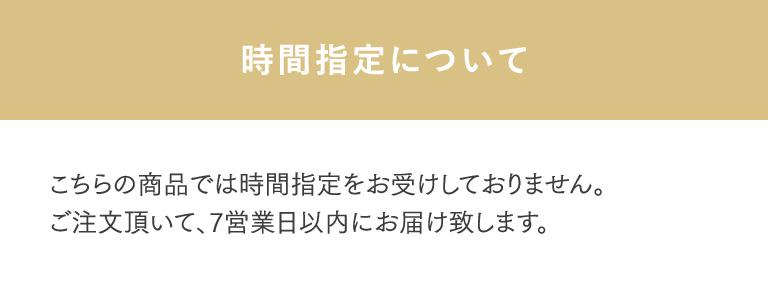 時間指定について
こちらの商品では時間指定をお受けしておりません。
ご注文頂いて、7営業日以内にお届け致します。